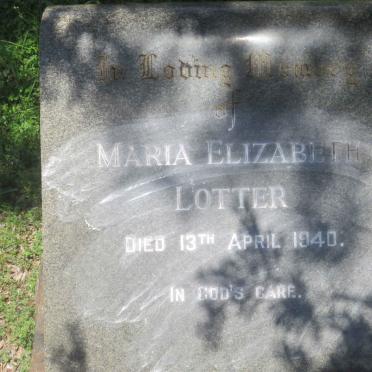 In Loving Memory
of
MARIA ELIZABETH
LOTTER
DIED 13TH APRIL 1940.
IN GOD'S CARE.